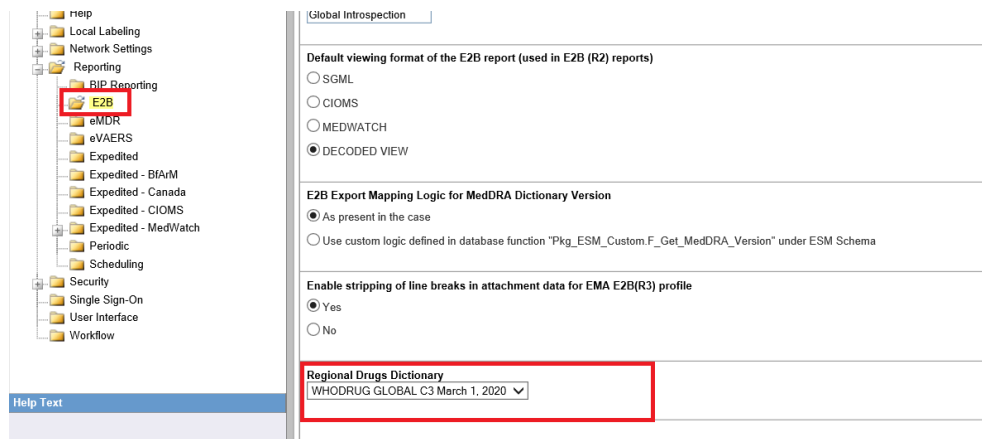 Help
Local Labeling
Network Settings
Reporting
BIP Reporting
E2B
eMDR
eVAERS
Expedited
Expedited - BfArM
Expedited - Canada
Expedited - CIOMS
Expedited - MedWatch
Periodic
Scheduling
Security
Single Sign-On
User Interface
Workflow
Help Text
Global Introspection
Default viewing format of the E2B report (used in E2B (R2) reports)
SGML
CIOMS
MEDWATCH
DECODED VIEW
E2B Export Mapping Logic for MedDRA Dictionary Version
As present in the case
Use custom logic defined in database function "Pkg_ESM_Custom.F_Get_MedDRA_Version" under ESM Schema
Enable stripping of line breaks in attachment data for EMA E2B(R3) profile
Yes
No
Regional Drugs Dictionary
WHODRUG GLOBAL C3 March 1, 2020